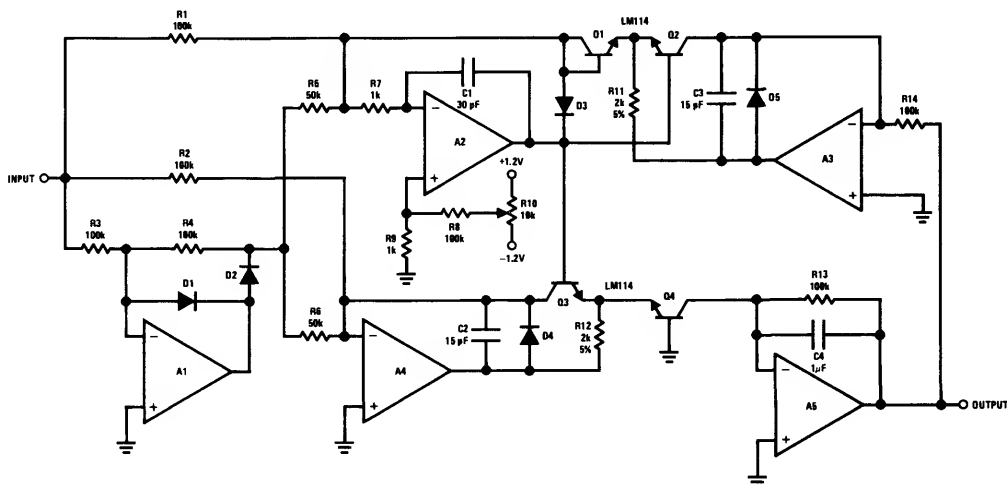 R1
100k
Q1
LM114
Q2
R6
50k
R7
1k
C1
30 pF
D3
R11
2k
5%
C3
15 pF
D5
R14
100k
A2
A3
R2
100k
INPUT
+1.2V
R10
10k
-1.2V
R8
100k
R9
1k
R3
100k
R4
100k
D2
D1
A1
R6
50k
A4
C2
15 pF
D4
Q3
LM114
R12
2k
5%
Q4
R13
100k
C4
1µF
A5
OUTPUT